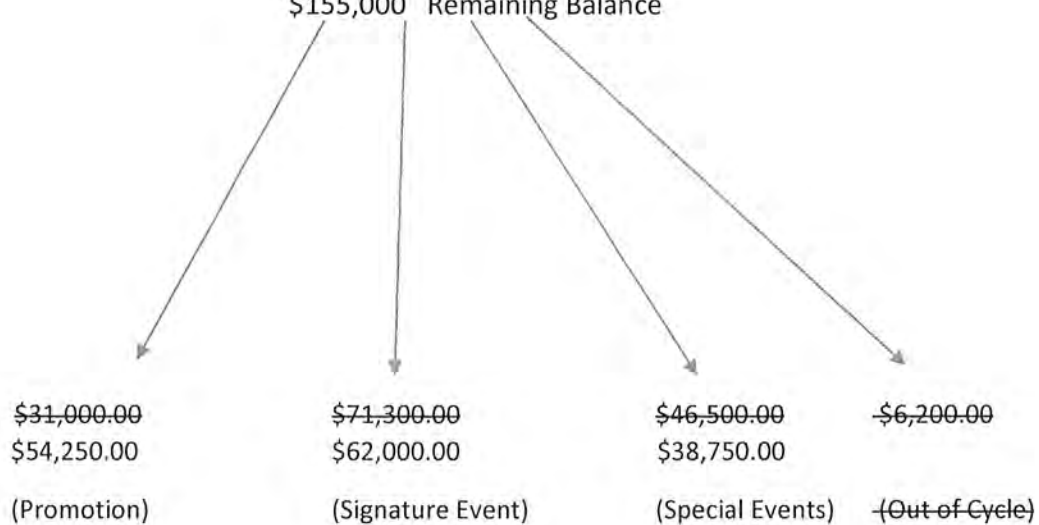 $155,000 Remaining Balance
$31,000.00 $71,300.00 $46,500.00 $6,200.00
$54,250.00 $62,000.00 $38,750.00
(Promotion) (Signature Event) (Special Events) (Out of Cycle)